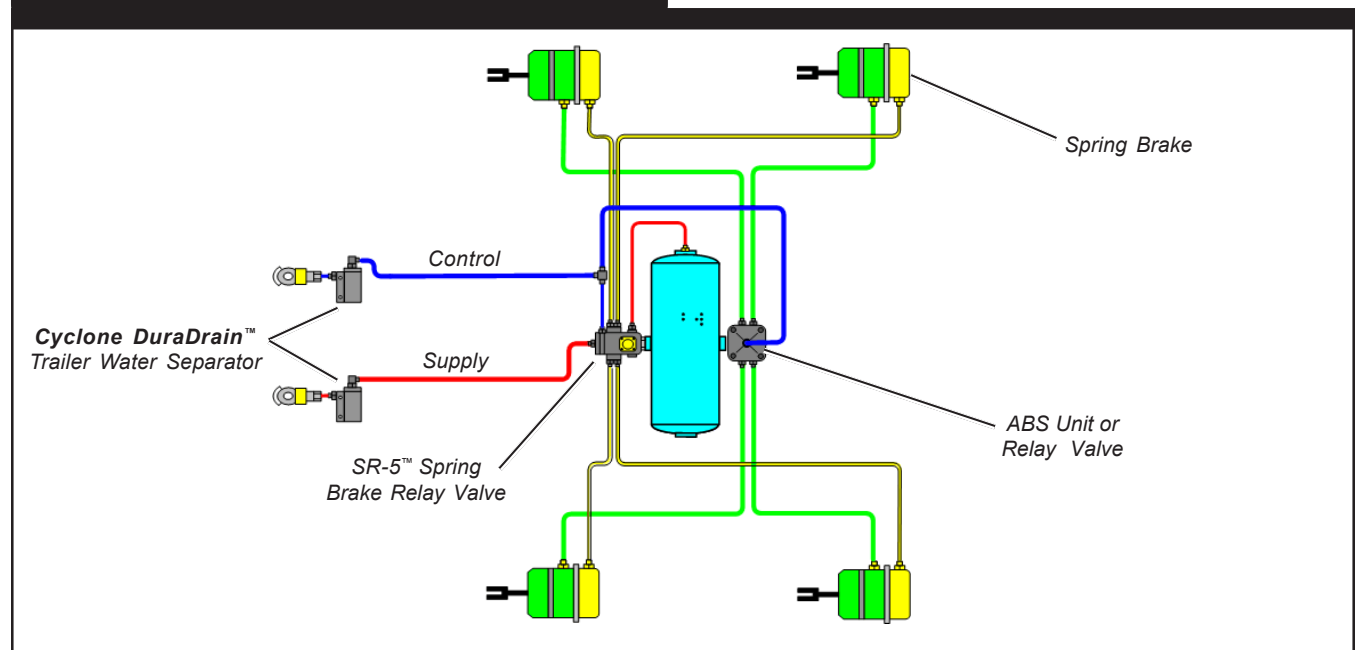 Spring Brake
Control
Cyclone DuraDrain™
Trailer Water Separator
Supply
ABS Unit or
Relay Valve
SR-5™ Spring
Brake Relay Valve